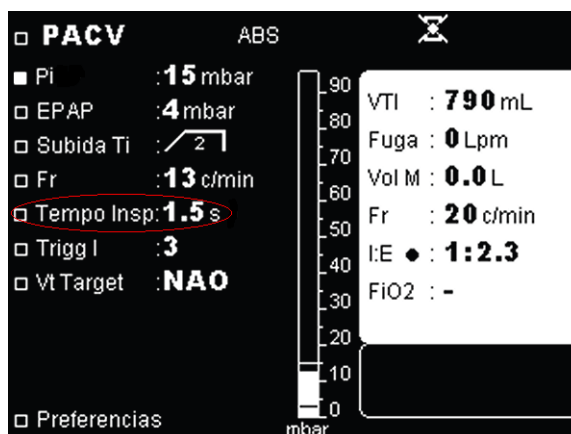 PACV ABS
Pi :15 mbar
EPAP :4 mbar
Subida Ti : 2
Fr :13 c/min
Tempo Insp:1.5 s
Trigg I :3
Vt Target :NAO
Preferencias
90
80
70
60
50
40
30
20
10
0
mbar
VTI : 790 mL
Fuga : 0 Lpm
Vol M : 0.0 L
Fr : 20 c/min
I:E ● : 1:2.3
FiO2 : -